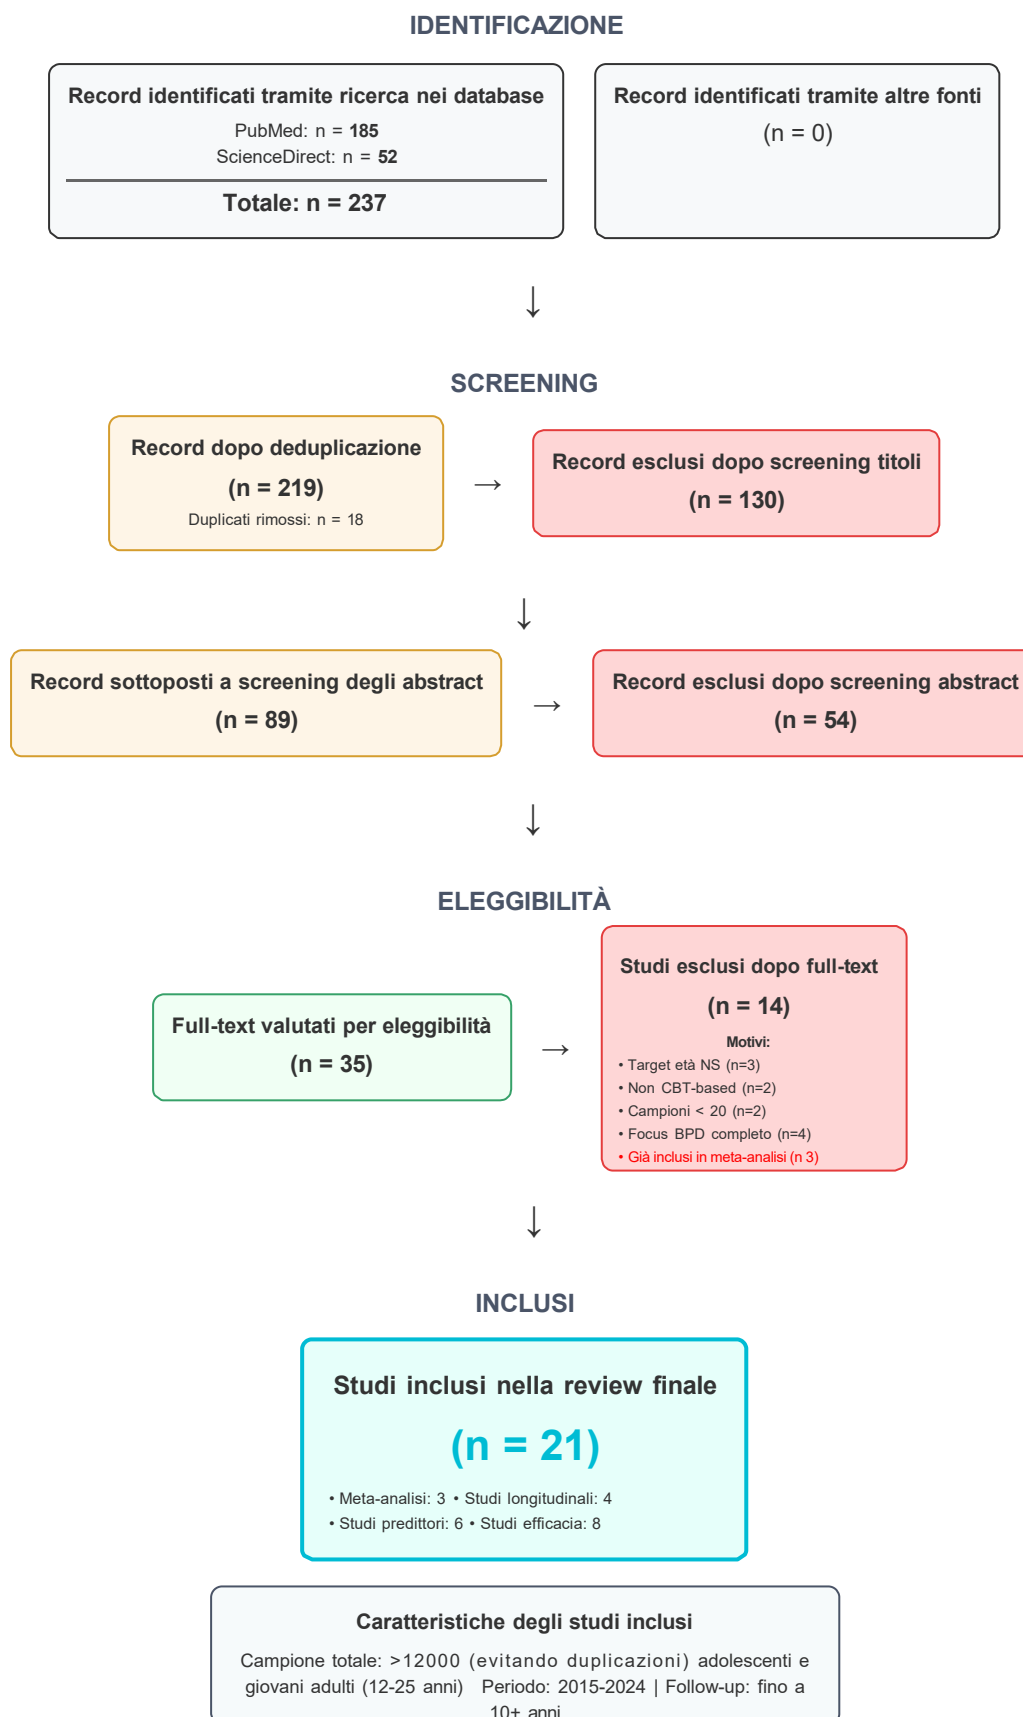 IDENTIFICAZIONE
Record identificati tramite ricerca nei database
PubMed: n = 185
ScienceDirect: n = 52
Totale: n = 237
Record identificati tramite altre fonti
(n = 0)
↓
SCREENING
Record dopo deduplicazione
(n = 219)
Duplicati rimossi: n = 18
→
Record esclusi dopo screening titoli
(n = 130)
↓
Record sottoposti a screening degli abstract
(n = 89)
→
Record esclusi dopo screening abstract
(n = 54)
↓
ELEGGIBILITÀ
Full-text valutati per eleggibilità
(n = 35)
→
Studi esclusi dopo full-text
(n = 14)
Motivi:
• Target età NS (n=3)
• Non CBT-based (n=2)
• Campioni < 20 (n=2)
• Focus BPD completo (n=4)
• Già inclusi in meta-analisi (n 3)
↓
INCLUSI
Studi inclusi nella review finale
(n = 21)
• Meta-analisi: 3 • Studi longitudinali: 4
• Studi predittori: 6 • Studi efficacia: 8
Caratteristiche degli studi inclusi
Campione totale: >12000 (evitando duplicazioni) adolescenti e
giovani adulti (12-25 anni) Periodo: 2015-2024 | Follow-up: fino a
10+ anni